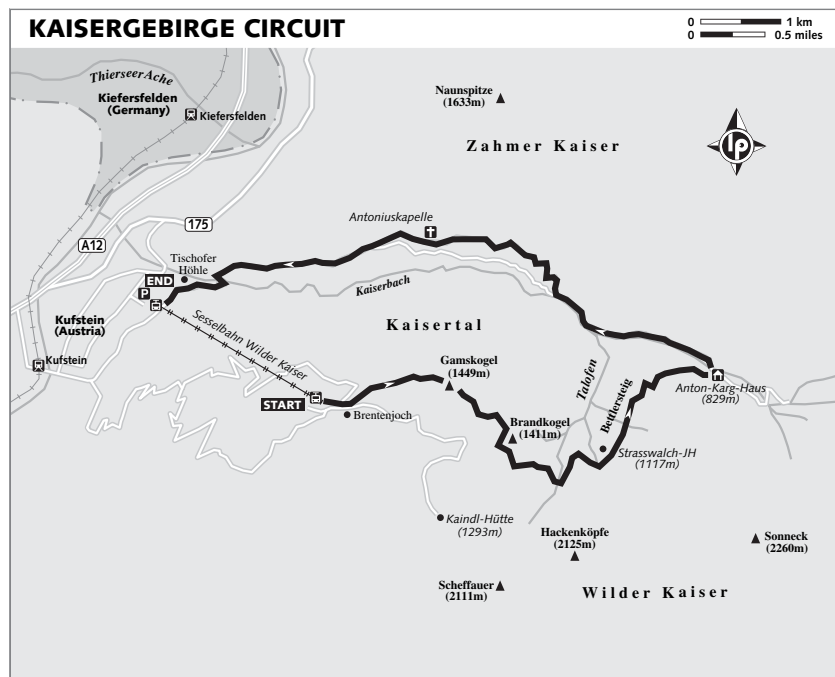 KAISERGEBIRGE CIRCUIT
0 1 km
0 0.5 miles
Thierseer Ache
Kiefersfelden
(Germany)
Kiefersfelden
Naunspitze
(1633m)
Zahmer Kaiser
lp
175
A12
Antoniuskapelle
Tischofer
Höhle
END
P
Kaiserbach
Kufstein
(Austria)
Kufstein
Sesselbahn Wilder Kaiser
Kaisertal
Gamskogel
(1449m)
START
Brentenjoch
Talofen
Bettlersteig
Anton-Karg-Haus
(829m)
Brandkogel
(1411m)
Strasswalch-JH
(1117m)
Kaindl-Hütte
(1293m)
Hackenköpfe
(2125m)
Sonneck
(2260m)
Scheffauer
(2111m)
Wilder Kaiser